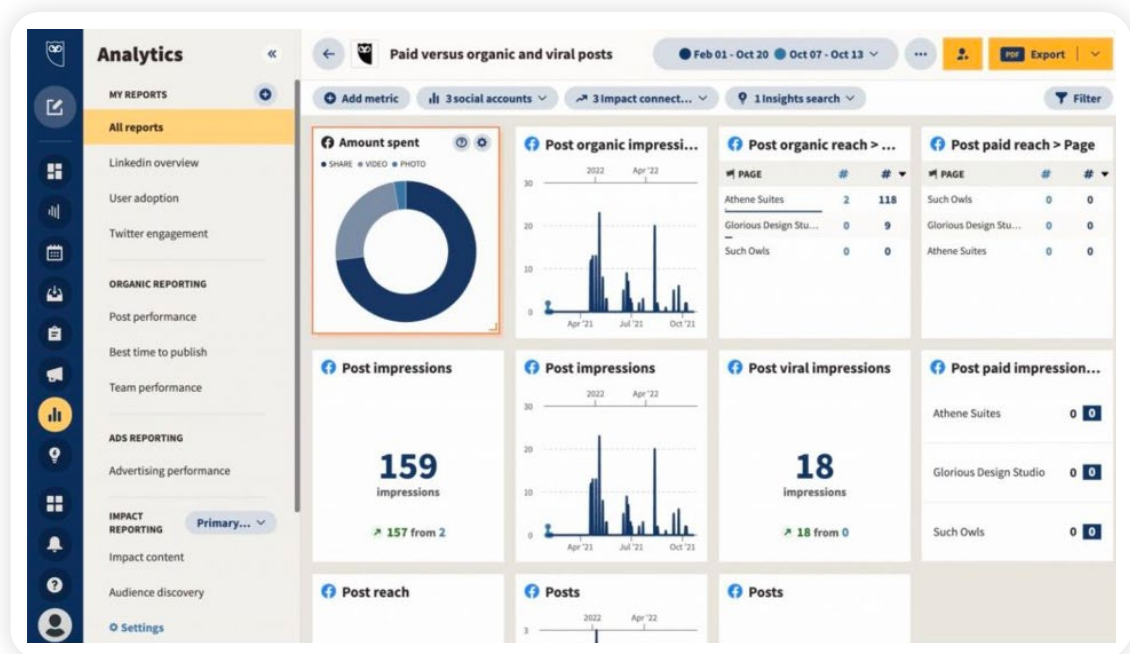 Analytics
«
MY REPORTS
All reports
Linkedin overview
User adoption
Twitter engagement
ORGANIC REPORTING
Post performance
Best time to publish
Team performance
ADS REPORTING
Advertising performance
IMPACT
REPORTING
Primary...
Impact content
Audience discovery
Settings
Paid versus organic and viral posts
Feb 01 - Oct 20 Oct 07 - Oct 13
...
PDF Export
Add metric
3 social accounts
3 Impact connect...
1 Insights search
Filter
Amount spent
SHARE VIDEO PHOTO
Post organic impressi...
2022 Apr '22
30
20
10
0
Apr '21 Jul '21 Oct '21
Post organic reach > ...
PAGE # #
Athene Suites 2 118
Glorious Design Stu... 0 9
Such Owls 0 0
Post paid reach > Page
PAGE # #
Such Owls 0 0
Glorious Design Stu... 0 0
Athene Suites 0 0
Post impressions
159
impressions
157 from 2
Post impressions
2022 Apr '22
30
20
10
0
Apr '21 Jul '21 Oct '21
Post viral impressions
18
impressions
18 from 0
Post paid impression...
Athene Suites 0 0
Glorious Design Studio 0 0
Such Owls 0 0
Post reach
Posts
2022 Apr '22
3
Posts